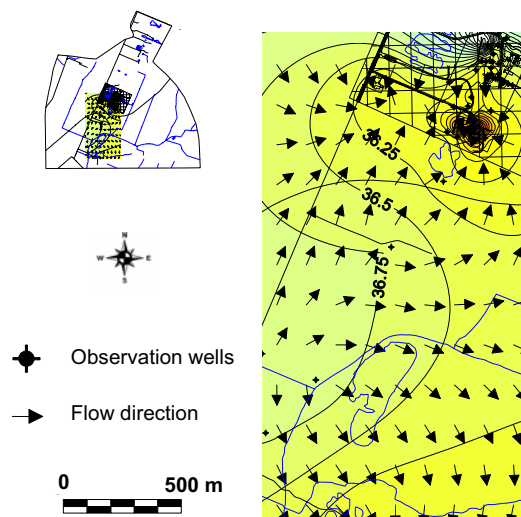 N
W E
S
Observation wells
Flow direction
0 500 m
36.25
36.5
36.75